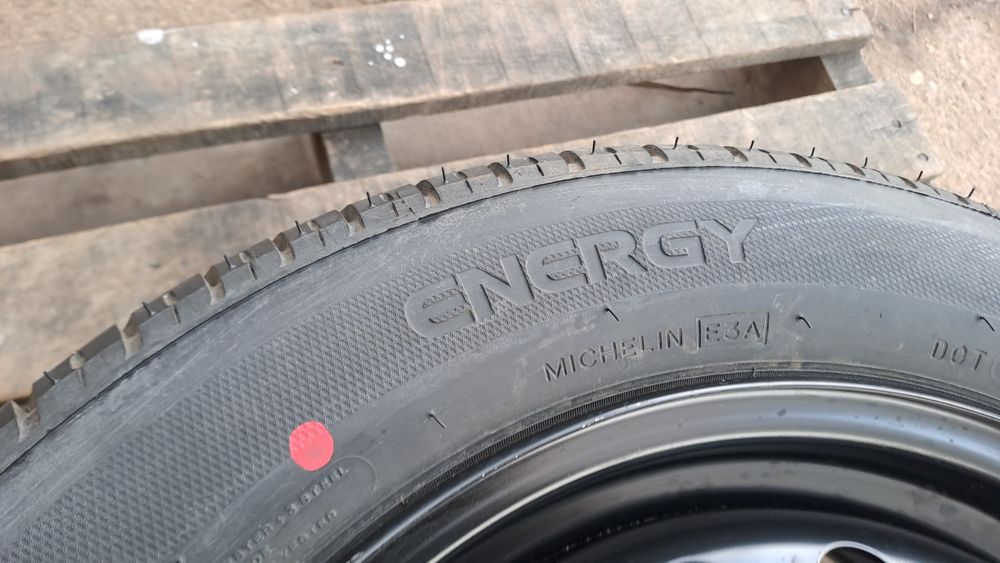 ENERGY
MICHELIN E3A
DOT